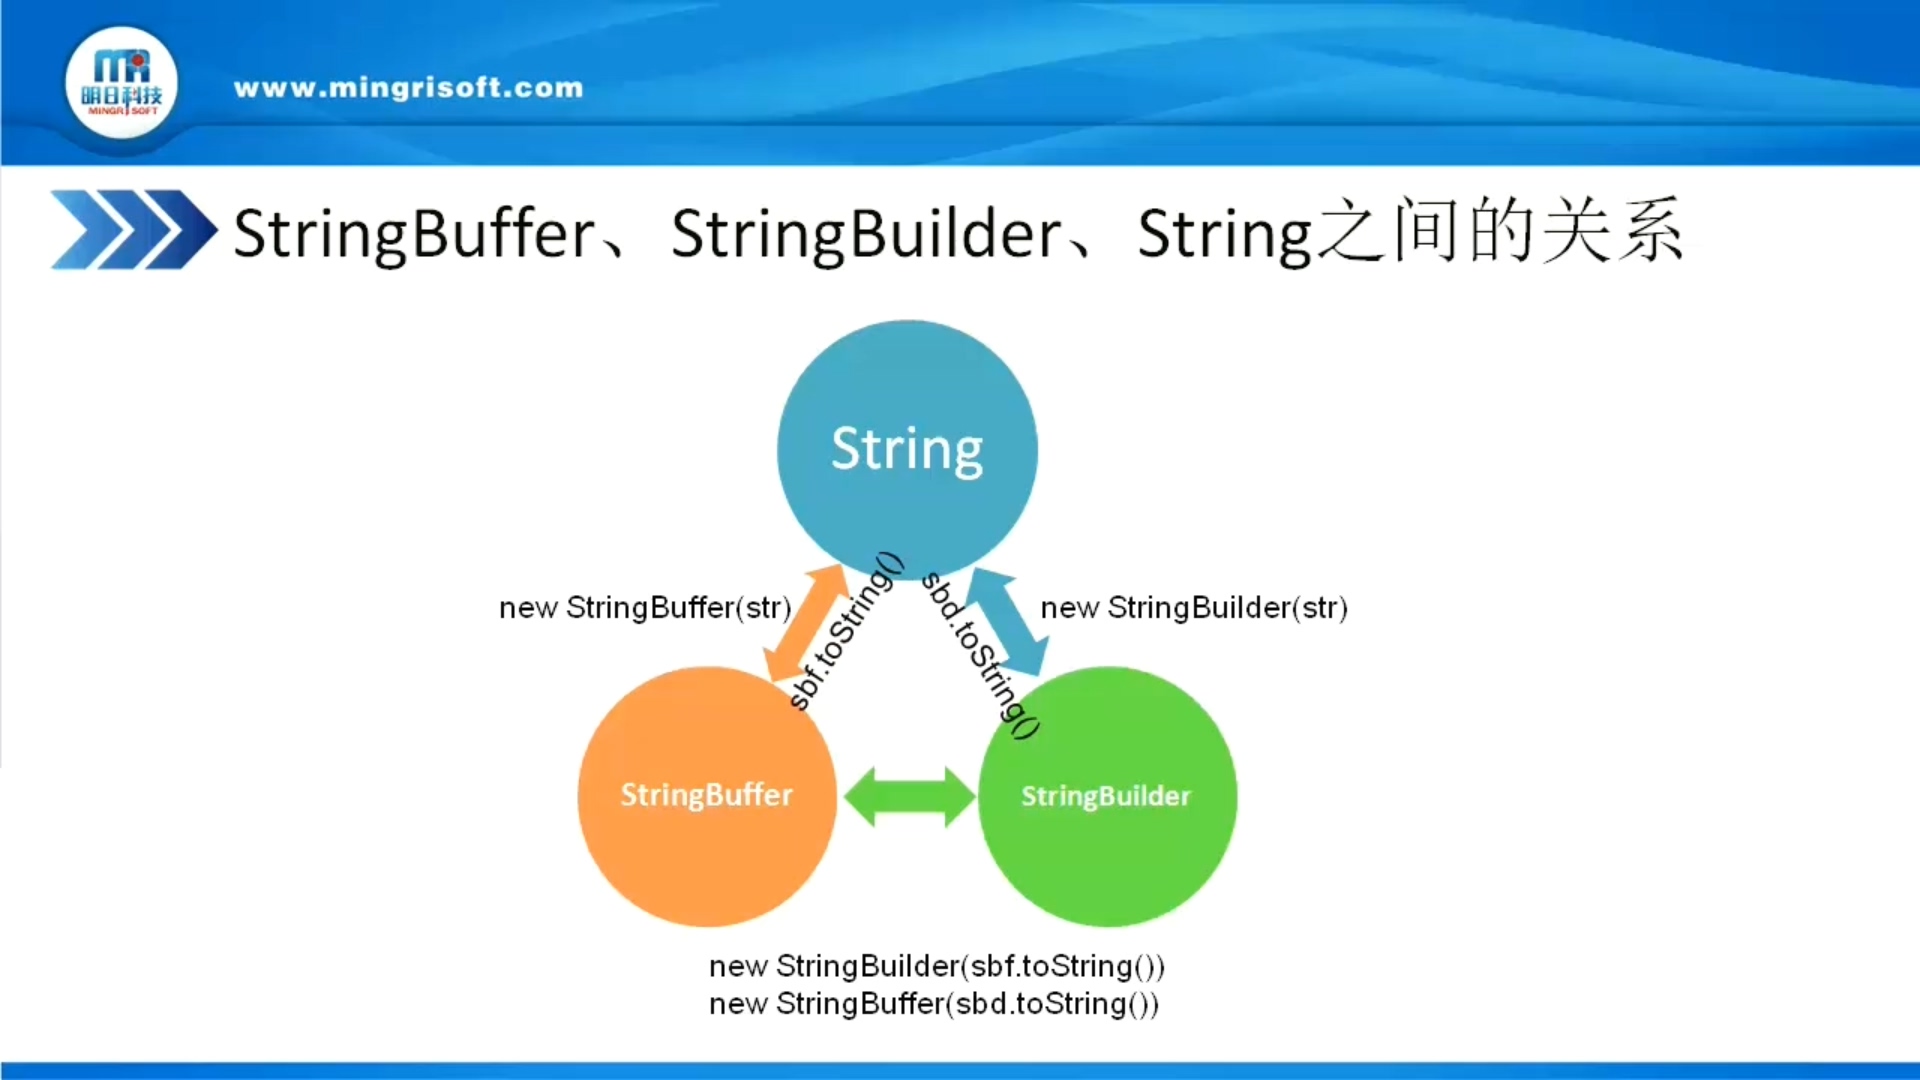 明日科技
MINGRISOFT
www.mingrisoft.com
StringBuffer、StringBuilder、String之间的关系
String
new StringBuffer(str)
sbf.toString()
sbd.toString()
new StringBuilder(str)
StringBuffer
StringBuilder
new StringBuilder(sbf.toString())
new StringBuffer(sbd.toString())